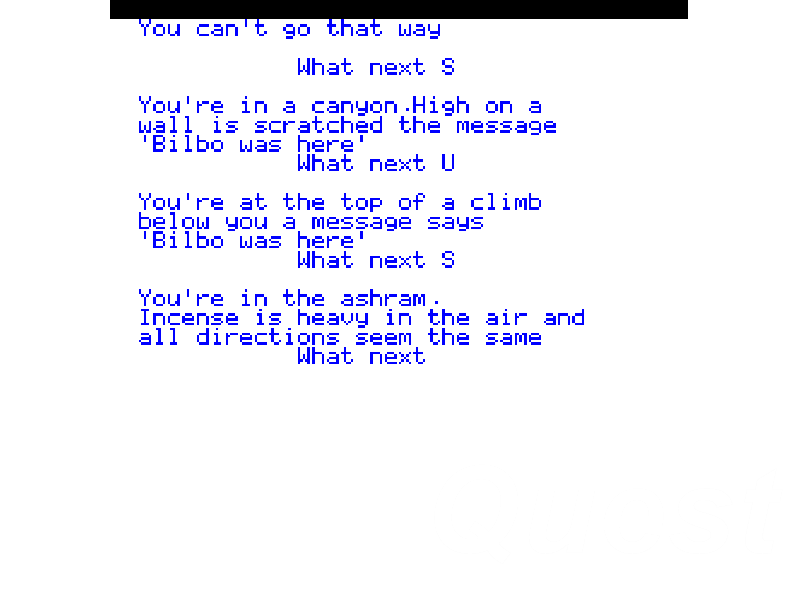 You can't go that way
What next S
You're in a canyon.High on a
wall is scratched the message
'Bilbo was here'
What next U
You're at the top of a climb
below you a message says
'Bilbo was here'
What next S
You're in the ashram.
Incense is heavy in the air and
all directions seem the same
What next